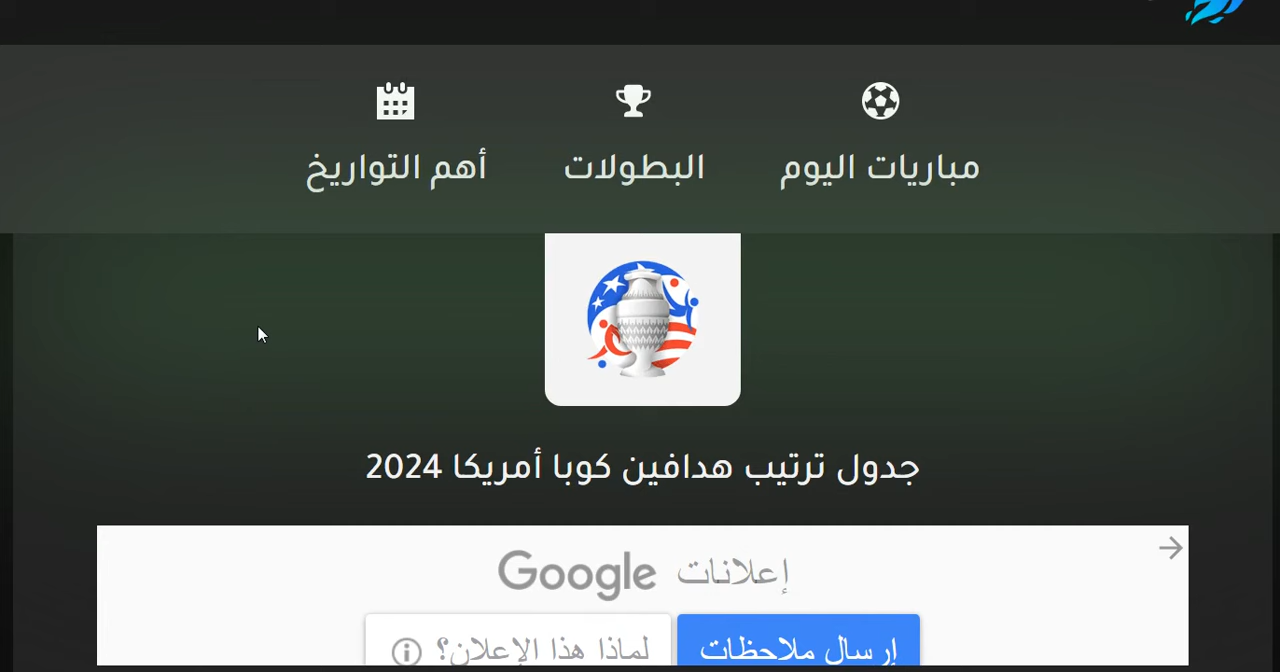 مباريات اليوم
البطولات
أهم التواريخ
جدول ترتيب هدافين كوبا أمريكا 2024
إعلانات Google
إرسال ملاحظات
لماذا هذا الإعلان؟